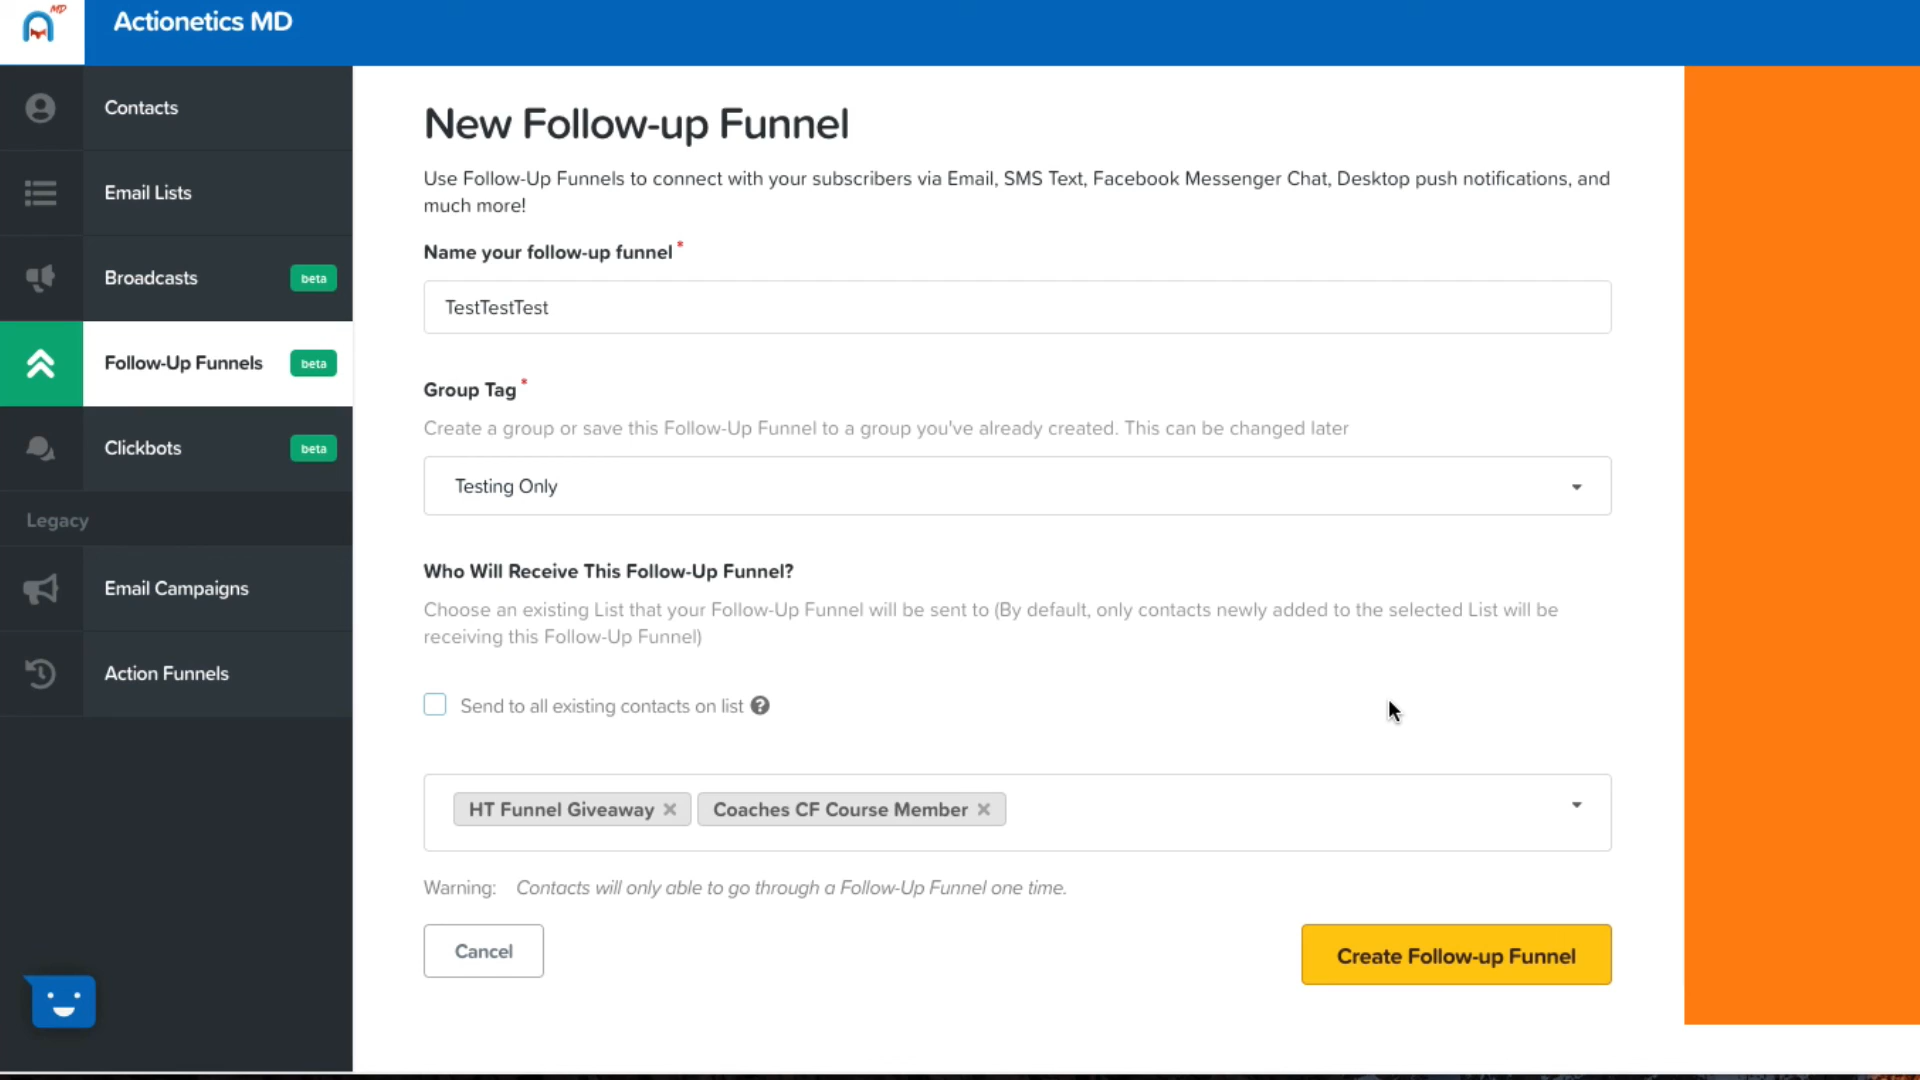 MD
Actionetics MD
Contacts
Email Lists
Broadcasts beta
Follow-Up Funnels beta
Clickbots beta
Legacy
Email Campaigns
Action Funnels
New Follow-up Funnel
Use Follow-Up Funnels to connect with your subscribers via Email, SMS Text, Facebook Messenger Chat, Desktop push notifications, and
much more!
Name your follow-up funnel *
TestTestTest
Group Tag *
Create a group or save this Follow-Up Funnel to a group you've already created. This can be changed later
Testing Only
Who Will Receive This Follow-Up Funnel?
Choose an existing List that your Follow-Up Funnel will be sent to (By default, only contacts newly added to the selected List will be
receiving this Follow-Up Funnel)
Send to all existing contacts on list ?
HT Funnel Giveaway × Coaches CF Course Member ×
Warning: Contacts will only able to go through a Follow-Up Funnel one time.
Cancel
Create Follow-up Funnel